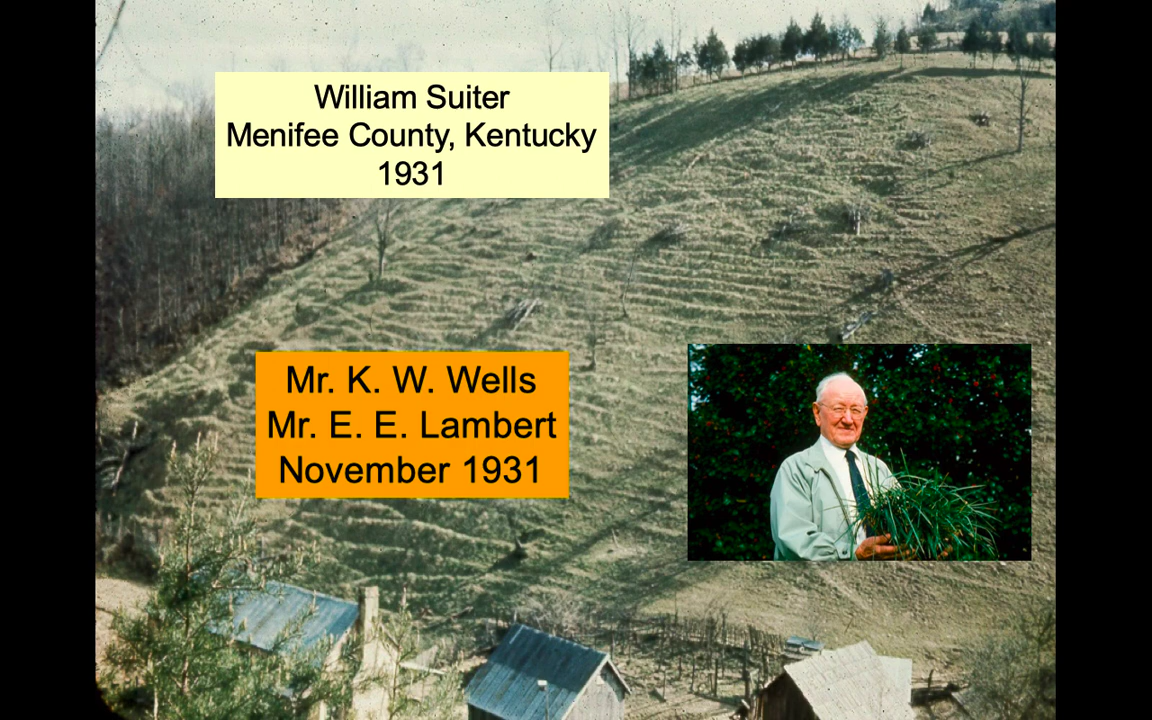 William Suiter
Menifee County, Kentucky
1931
Mr. K. W. Wells
Mr. E. E. Lambert
November 1931